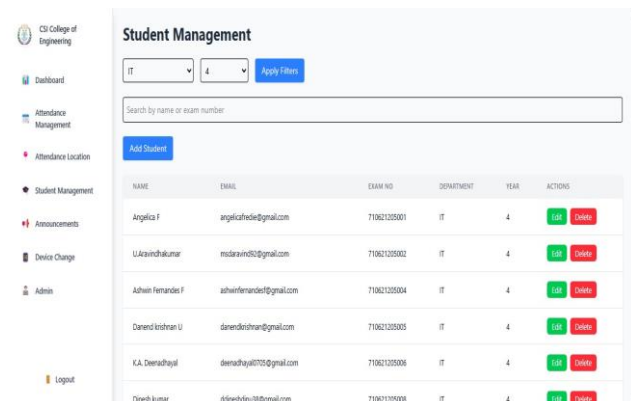 CSI College of
Engineering
Dashboard
Attendance
Management
Attendance Location
Student Management
Announcements
Device Change
Admin
Logout
Student Management
IT 4 Apply Filters
Search by name or exam number
Add Student
NAME EMAIL EXAM NO DEPARTMENT YEAR ACTIONS
Angelica F angelicafredie@gmail.com 710621205001 IT 4 Edit Delete
U.Aravindhakumar msdaravind92@gmail.com 710621205002 IT 4 Edit Delete
Ashwin Fernandes F ashwinfernandesf@gmail.com 710621205004 IT 4 Edit Delete
Danend krishnan U danendkrishnan@gmail.com 710621205005 IT 4 Edit Delete
K.A. Deenadhayal deenadhayal0705@gmail.com 710621205006 IT 4 Edit Delete
Dinesh kumar 710621205008 IT 4 Edit Delete